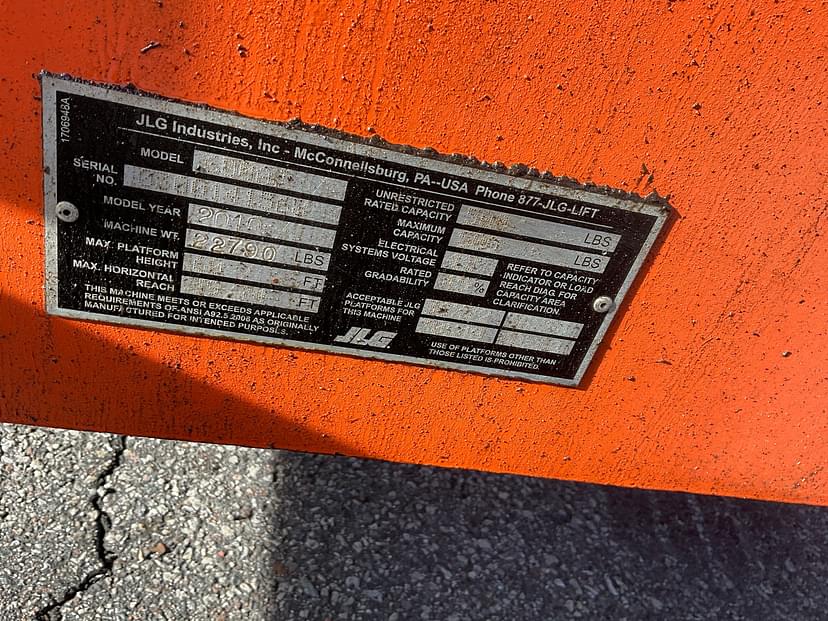 1706948A
JLG Industries, Inc - McConnellsburg, PA--USA Phone 877-JLG-LIFT
MODEL
SERIAL NO.
MODEL YEAR
MACHINE WT. 22790 LBS
MAX. PLATFORM HEIGHT FT
MAX. HORIZONTAL REACH FT
THIS MACHINE MEETS OR EXCEEDS APPLICABLE
REQUIREMENTS OF ANSI A92.5 2006 AS ORIGINALLY
MANUFACTURED FOR INTENDED PURPOSES.
JLG
UNRESTRICTED
RATED CAPACITY LBS
MAXIMUM
CAPACITY LBS
ELECTRICAL
SYSTEMS VOLTAGE
RATED
GRADABILITY %
REFER TO CAPACITY
INDICATOR OR LOAD
REACH DIAG. FOR
CAPACITY AREA
CLARIFICATION.
ACCEPTABLE JLG
PLATFORMS FOR
THIS MACHINE
USE OF PLATFORMS OTHER THAN
THOSE LISTED IS PROHIBITED.